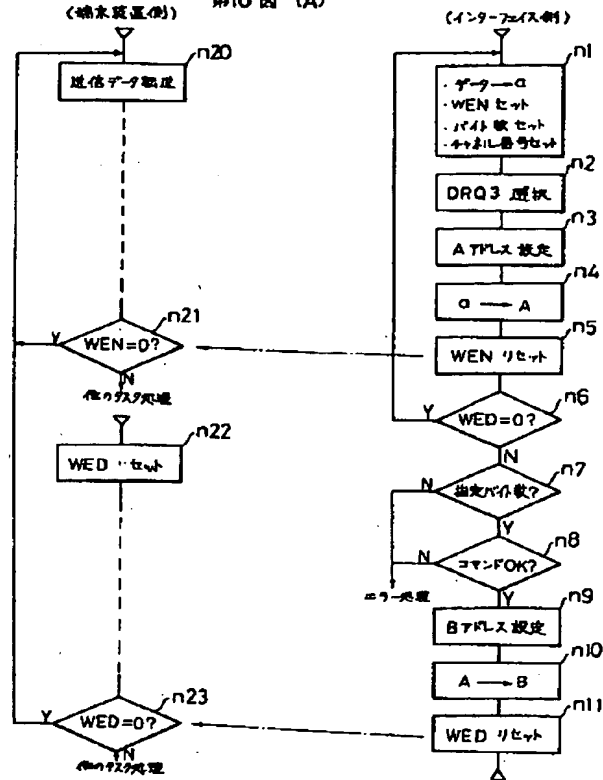 第10図 (A)
(端末装置側)
n20
送信データ転送
n21
WEN=0?
Y
N
他のタスク処理
n22
WED リセット
n23
WED=0?
Y
N
他のタスク処理
(インターフェイス側)
n1
・データ→a
・WEN セット
・バイト数セット
・チャネル番号セット
n2
DRQ3 選択
n3
Aアドレス設定
n4
a → A
n5
WEN リセット
n6
WED=0?
Y
N
n7
指定バイト数?
N
Y
n8
コマンドOK?
N
Y
エラー処理
n9
Bアドレス設定
n10
A → B
n11
WED リセット